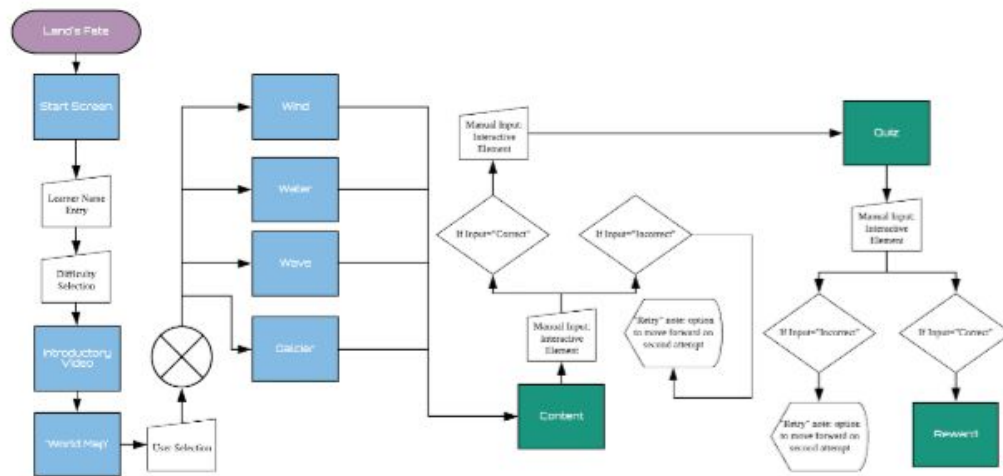 Land's Fate
Start Screen
Learner Name
Entry
Difficulty
Selection
Introductory
Video
"World Map"
User Selection
Wind
Water
Wave
Galcier
Content
Manual Input:
Interactive
Element
If Input="Correct"
If Input="Incorrect"
"Retry" note: option
to move forward on
second attempt
Manual Input:
Interactive
Element
Quiz
Manual Input:
Interactive
Element
If Input="Incorrect"
If Input="Correct"
"Retry" note: option
to move forward on
second attempt
Reward